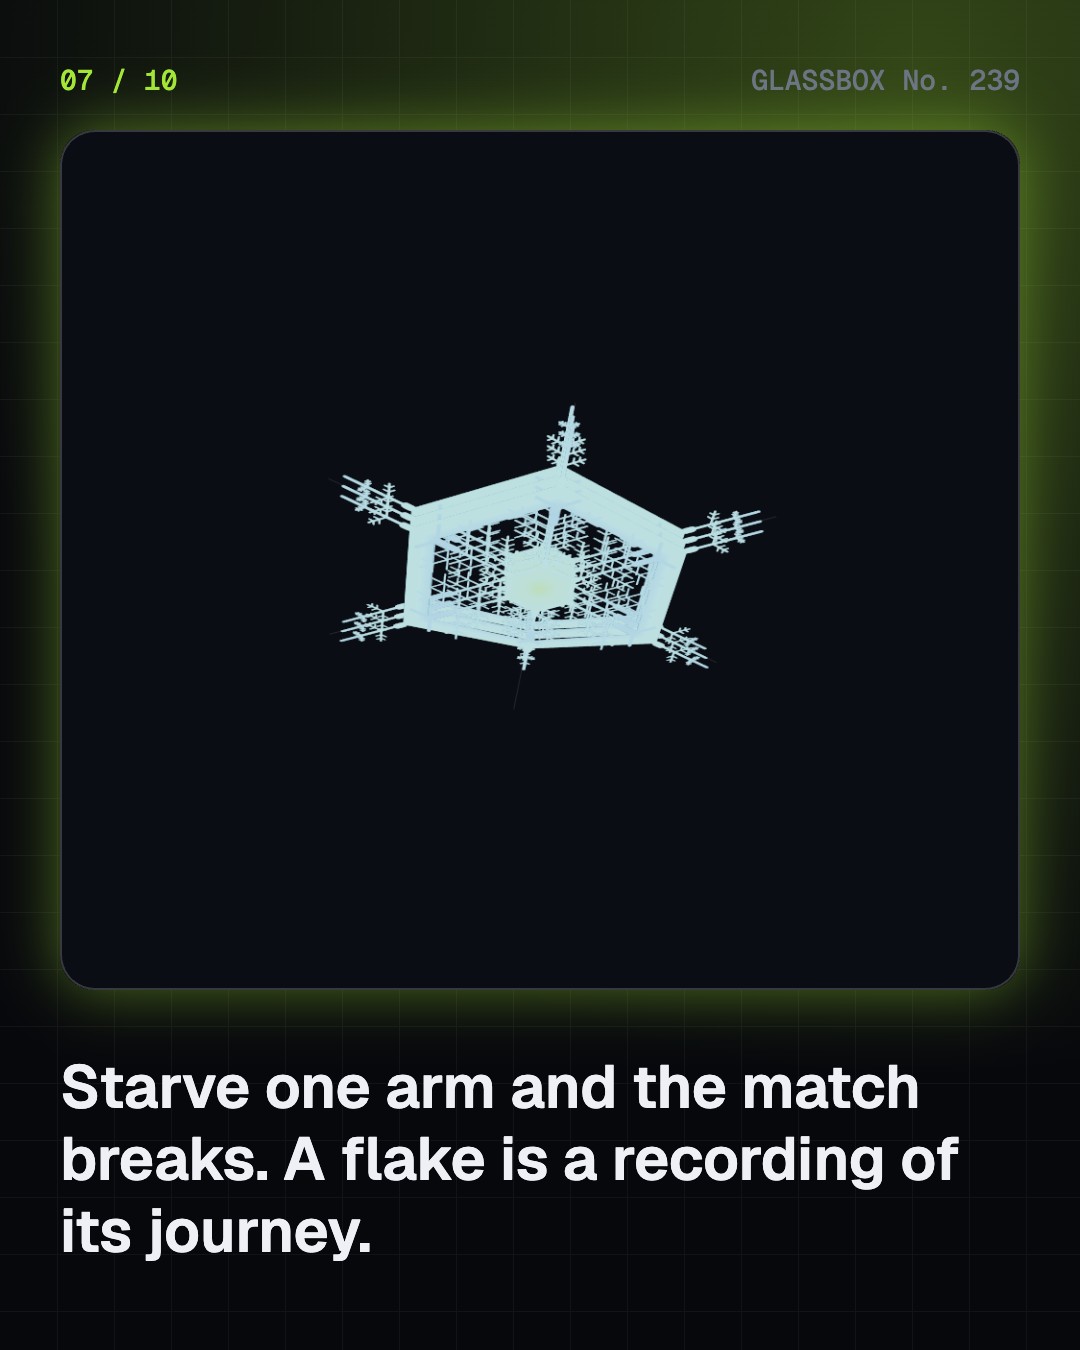 07 / 10
GLASSBOX No. 239
Starve one arm and the match
breaks. A flake is a recording of
its journey.